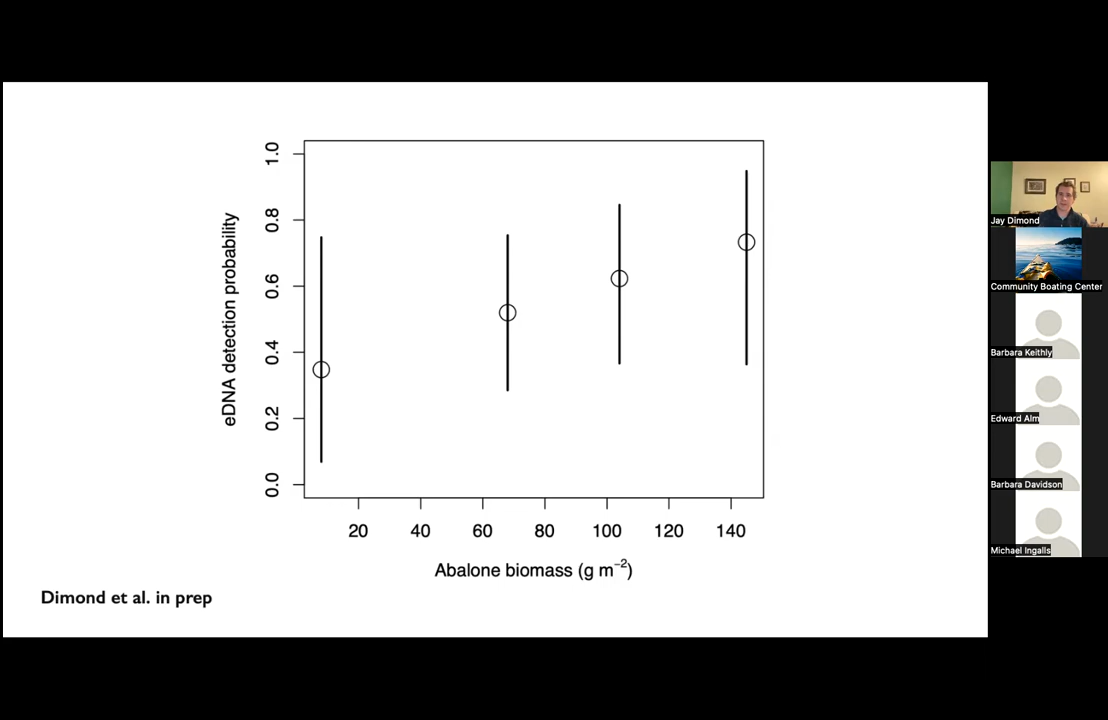 1.0
0.8
0.6
0.4
0.2
0.0
eDNA detection probability
20 40 60 80 100 120 140
Abalone biomass (g m⁻²)
Dimond et al. in prep
Jay Dimond
Community Boating Center
Barbara Keithly
Edward Alm
Barbara Davidson
Michael Ingalls